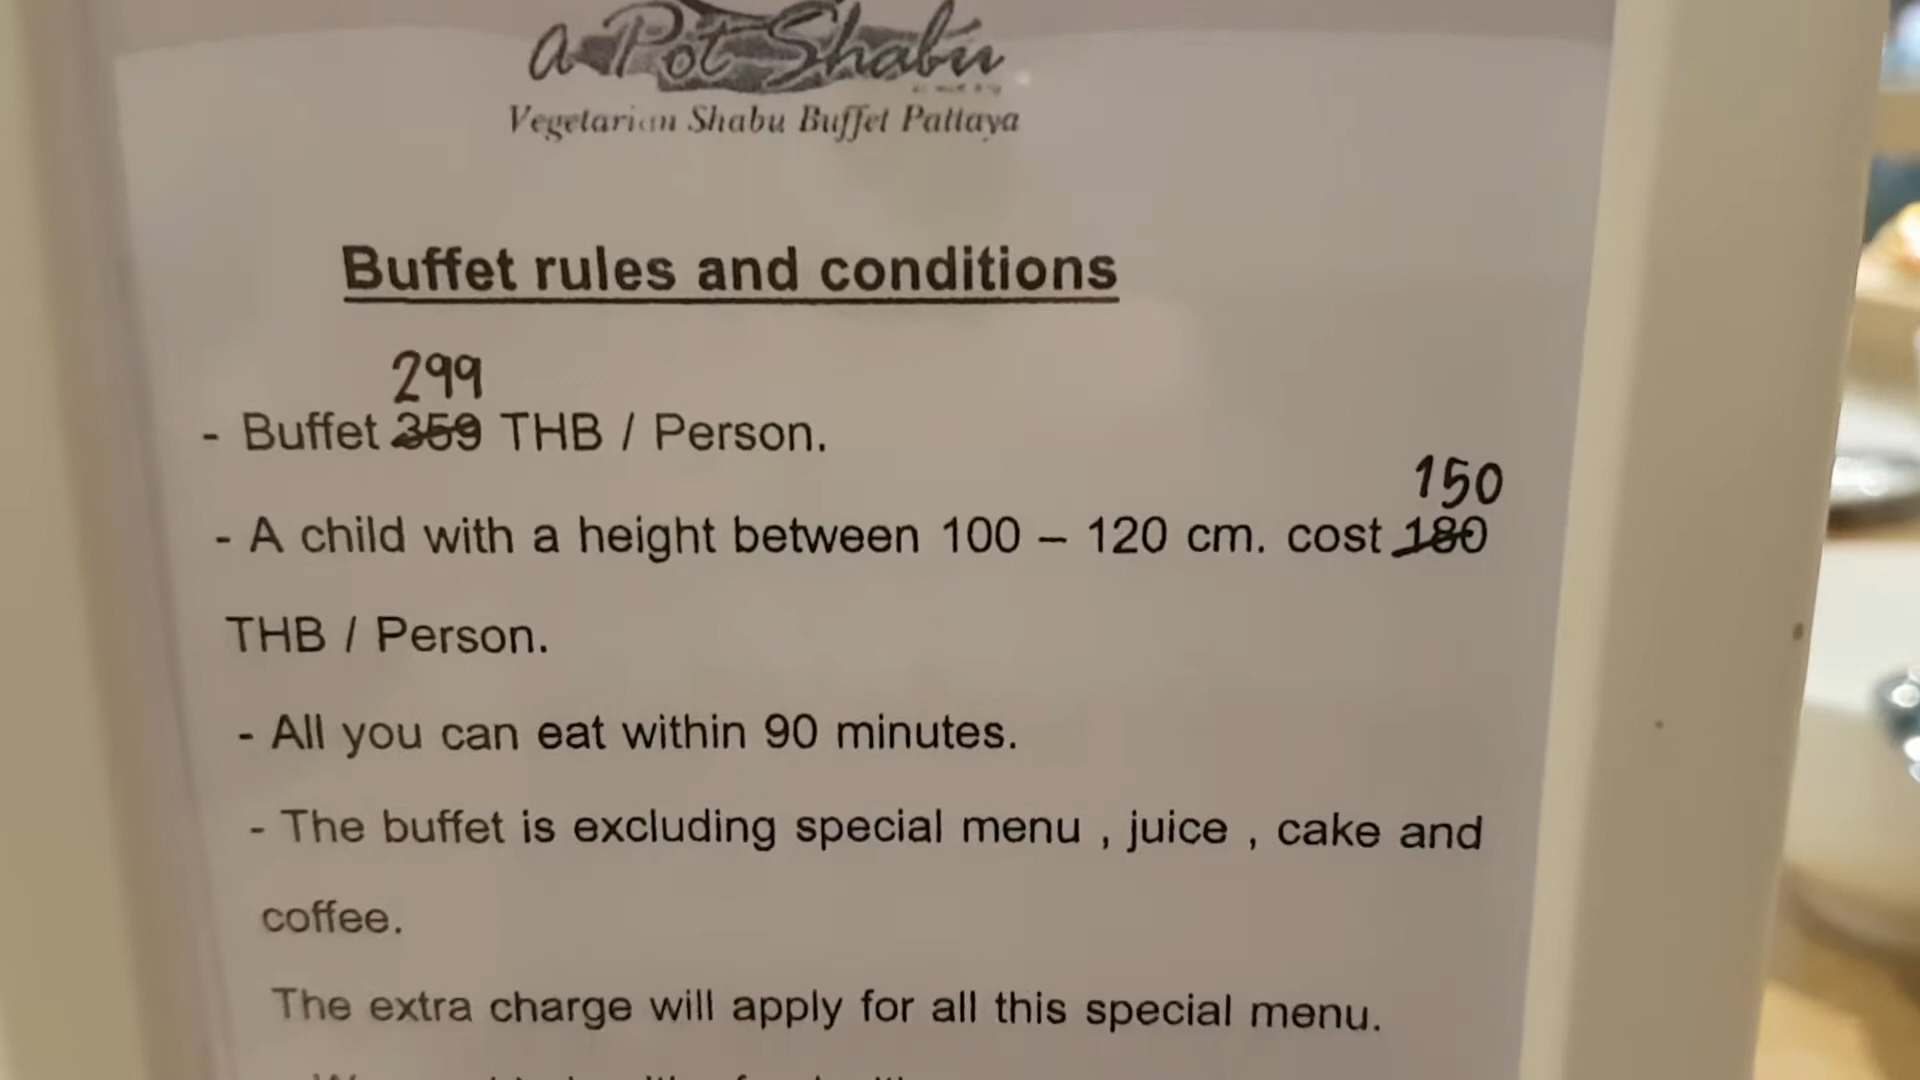 a Pot Shabu
Vegetarian Shabu Buffet Pattaya
Buffet rules and conditions
299
- Buffet 359 THB / Person.
150
- A child with a height between 100 – 120 cm. cost 180
THB / Person.
- All you can eat within 90 minutes.
- The buffet is excluding special menu , juice , cake and
coffee.
The extra charge will apply for all this special menu.